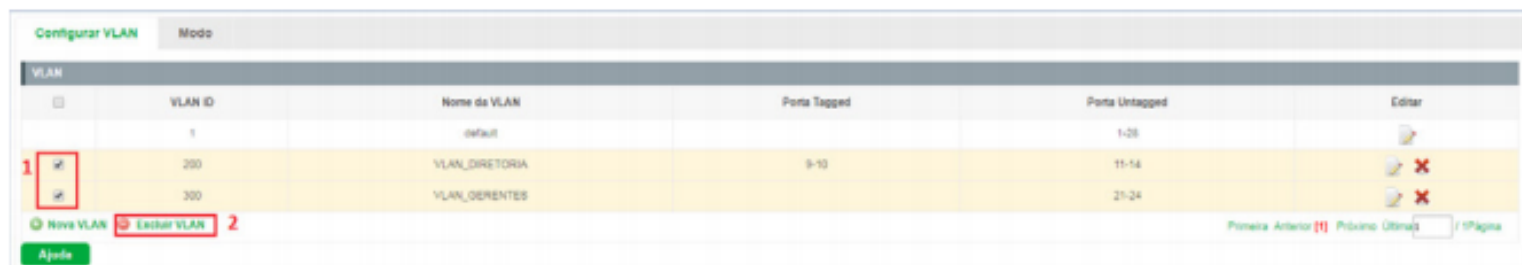 Configurar VLAN Modo
VLAN
VLAN ID Nome da VLAN Porta Tagged Porta Untagged Editar
1 default 1-28
1 200 VLAN_DIRETORIA 9-10 11-14
300 VLAN_GERENTES 21-24
Nova VLAN Excluir VLAN 2 Primeira Anterior [1] Próximo Última / 1Página
Ajuda